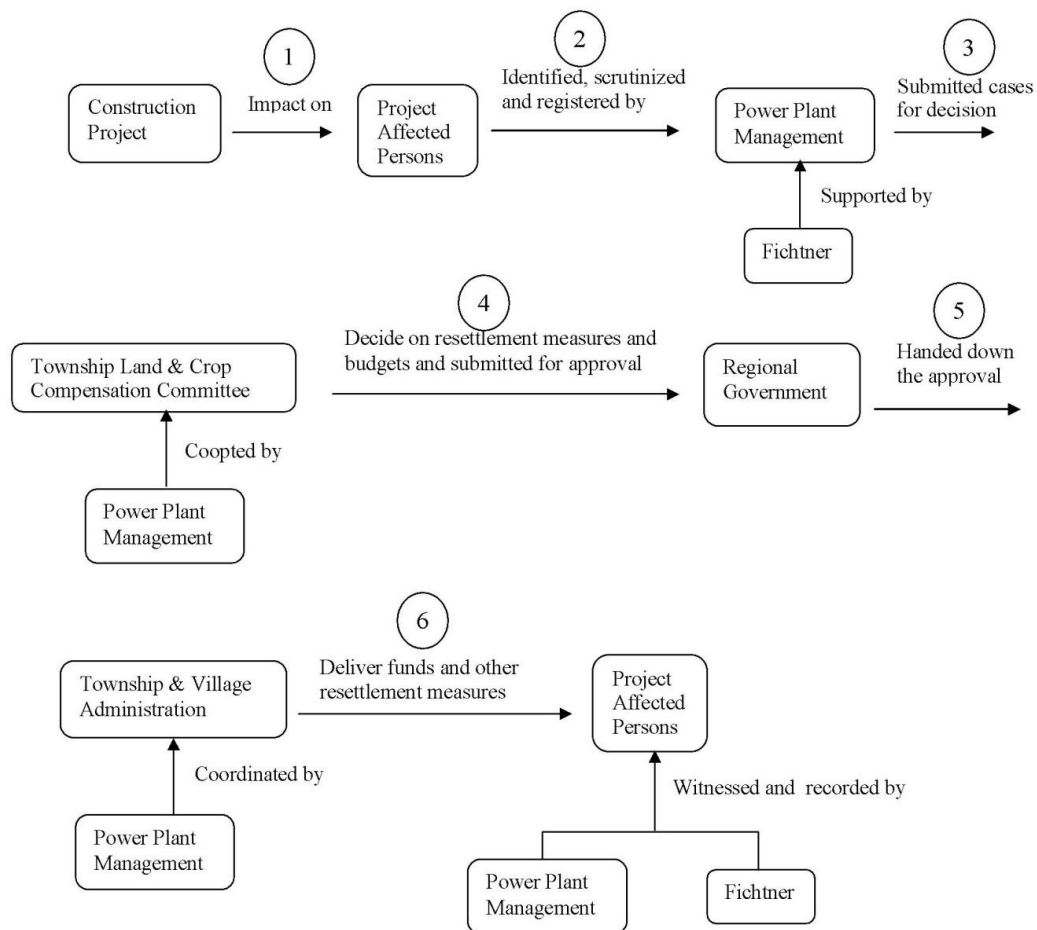 1
2
3
Construction
Project
Impact on
Project
Affected
Persons
Identified, scrutinized
and registered by
Power Plant
Management
Submitted cases
for decision
Supported by
Fichtner
4
5
Township Land & Crop
Compensation Committee
Decide on resettlement measures and
budgets and submitted for approval
Regional
Government
Handed down
the approval
Coopted by
Power Plant
Management
6
Township & Village
Administration
Deliver funds and other
resettlement measures
Project
Affected
Persons
Coordinated by
Witnessed and recorded by
Power Plant
Management
Power Plant
Management
Fichtner